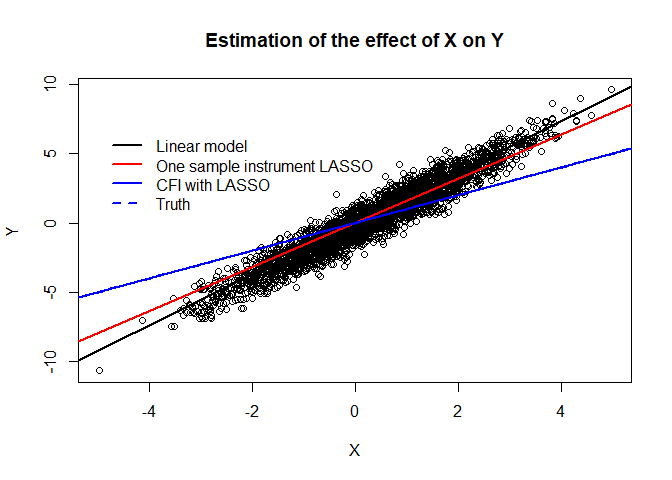 Estimation of the effect of X on Y
Linear model
One sample instrument LASSO
CFI with LASSO
Truth
10
5
0
-5
-10
Y
-4
-2
0
2
4
X